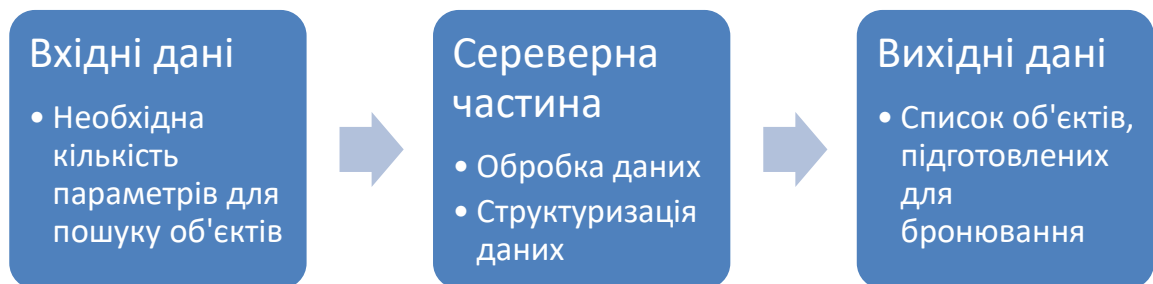 Вхідні дані
• Необхідна
кількість
параметрів для
пошуку об'єктів
Сереверна
частина
• Обробка даних
• Структуризація
даних
Вихідні дані
• Список об'єктів,
підготовлених
для
бронювання